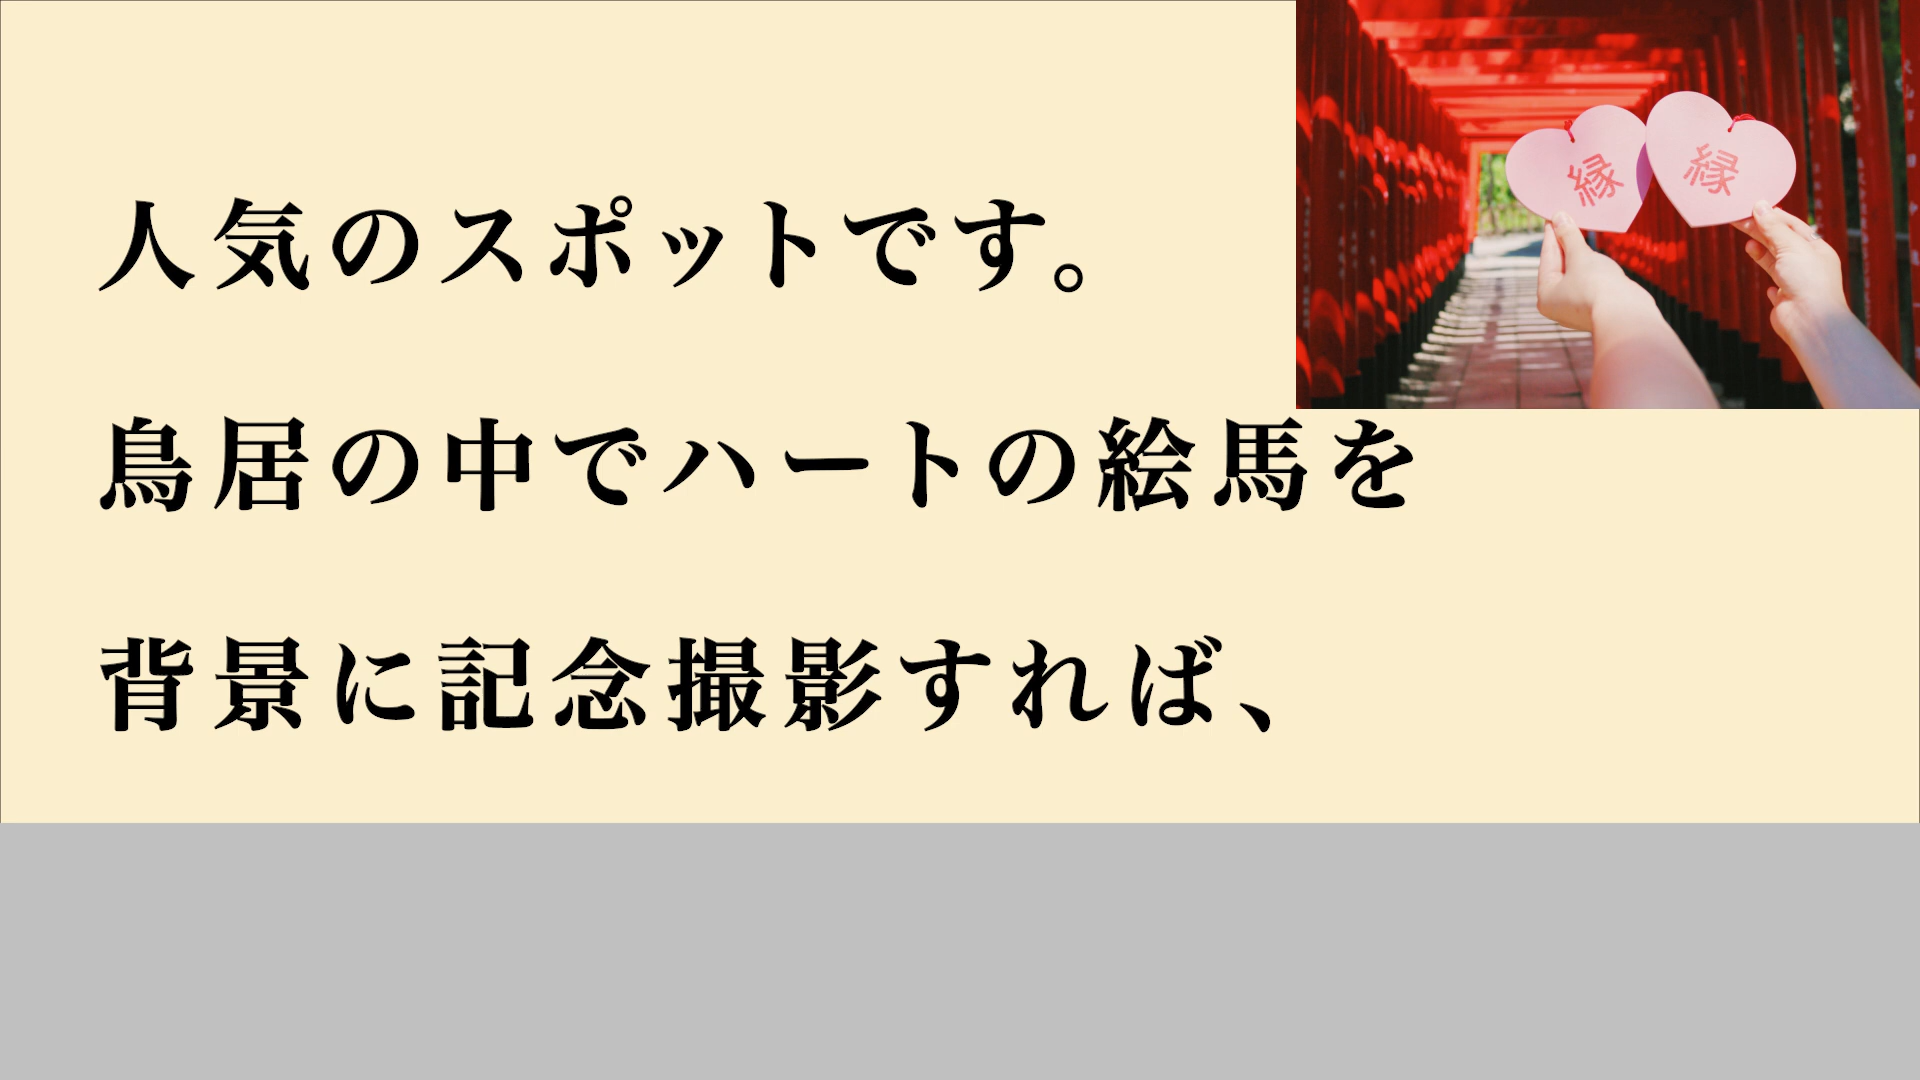 人気のスポットです。
鳥居の中でハートの絵馬を
背景に記念撮影すれば、
縁
縁